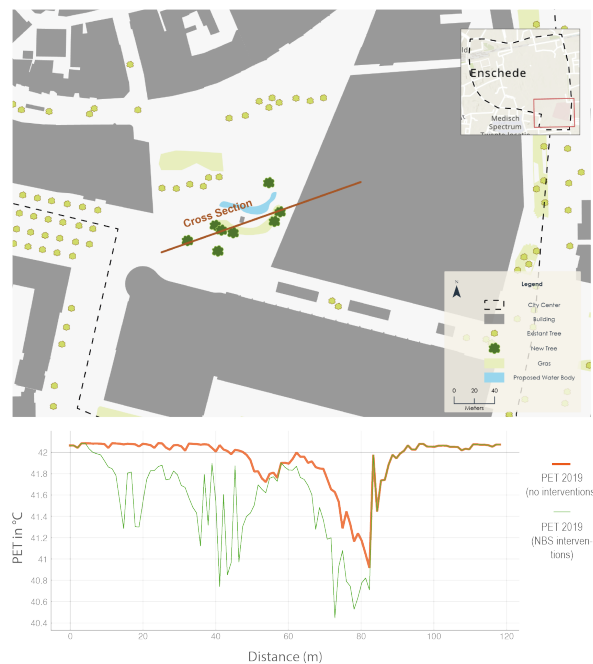 Enschede
Medisch
Spectrum
Cross Section
N
Legend
City Center
Building
Existant Tree
New Tree
Gras
Proposed Water Body
0 20 40
Meters
42
41.8
41.6
41.4
41.2
41
40.8
40.6
40.4
PET in °C
0 20 40 60 80 100 120
Distance (m)
PET 2019
(no interventions
PET 2019
(NBS interven-
tions)